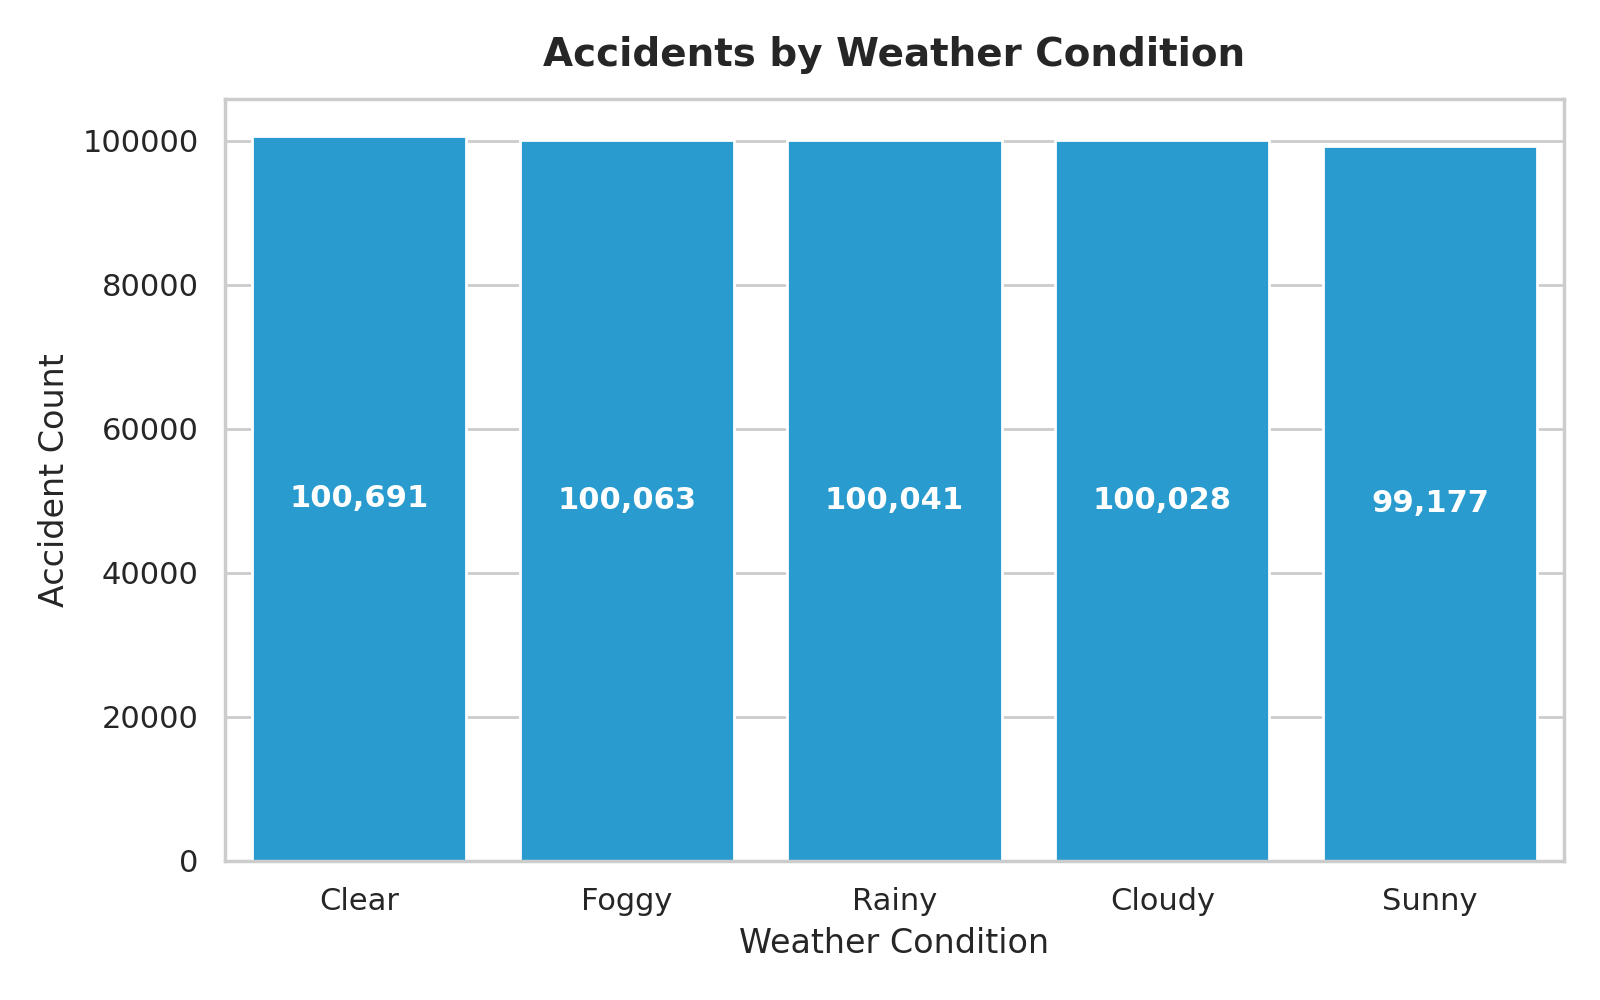 Accidents by Weather Condition
Accident Count
100000
80000
60000
40000
20000
0
100,691
100,063
100,041
100,028
99,177
Clear
Foggy
Rainy
Cloudy
Sunny
Weather Condition